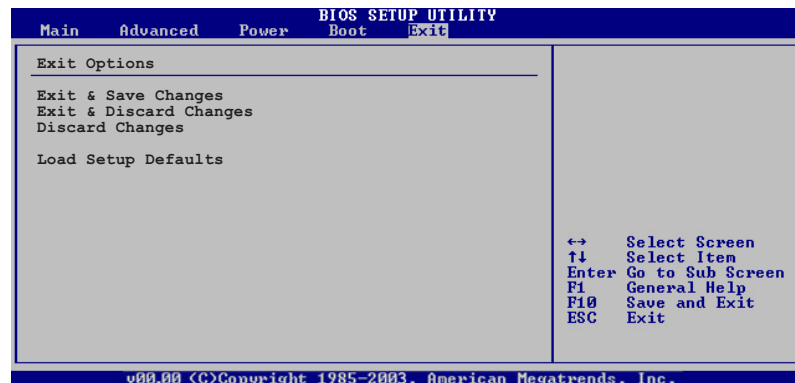 BIOS SETUP UTILITY
Main Advanced Power Boot Exit
Exit Options
Exit & Save Changes
Exit & Discard Changes
Discard Changes
Load Setup Defaults
←→ Select Screen
↑↓ Select Item
Enter Go to Sub Screen
F1 General Help
F10 Save and Exit
ESC Exit
v00.00 (C)Copyright 1985-2003, American Megatrends, Inc.